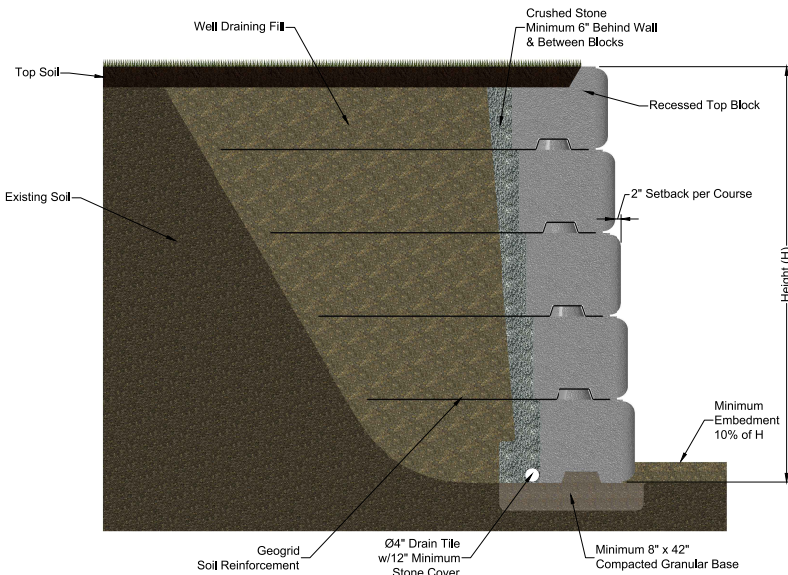 Crushed Stone
Minimum 6" Behind Wall
& Between Blocks
Well Draining Fill
Top Soil
Recessed Top Block
Existing Soil
2" Setback per Course
Height (H)
Minimum
Embedment
10% of H
Geogrid
Soil Reinforcement
Ø4" Drain Tile
w/12" Minimum
Stone Cover
Minimum 8" x 42"
Compacted Granular Base